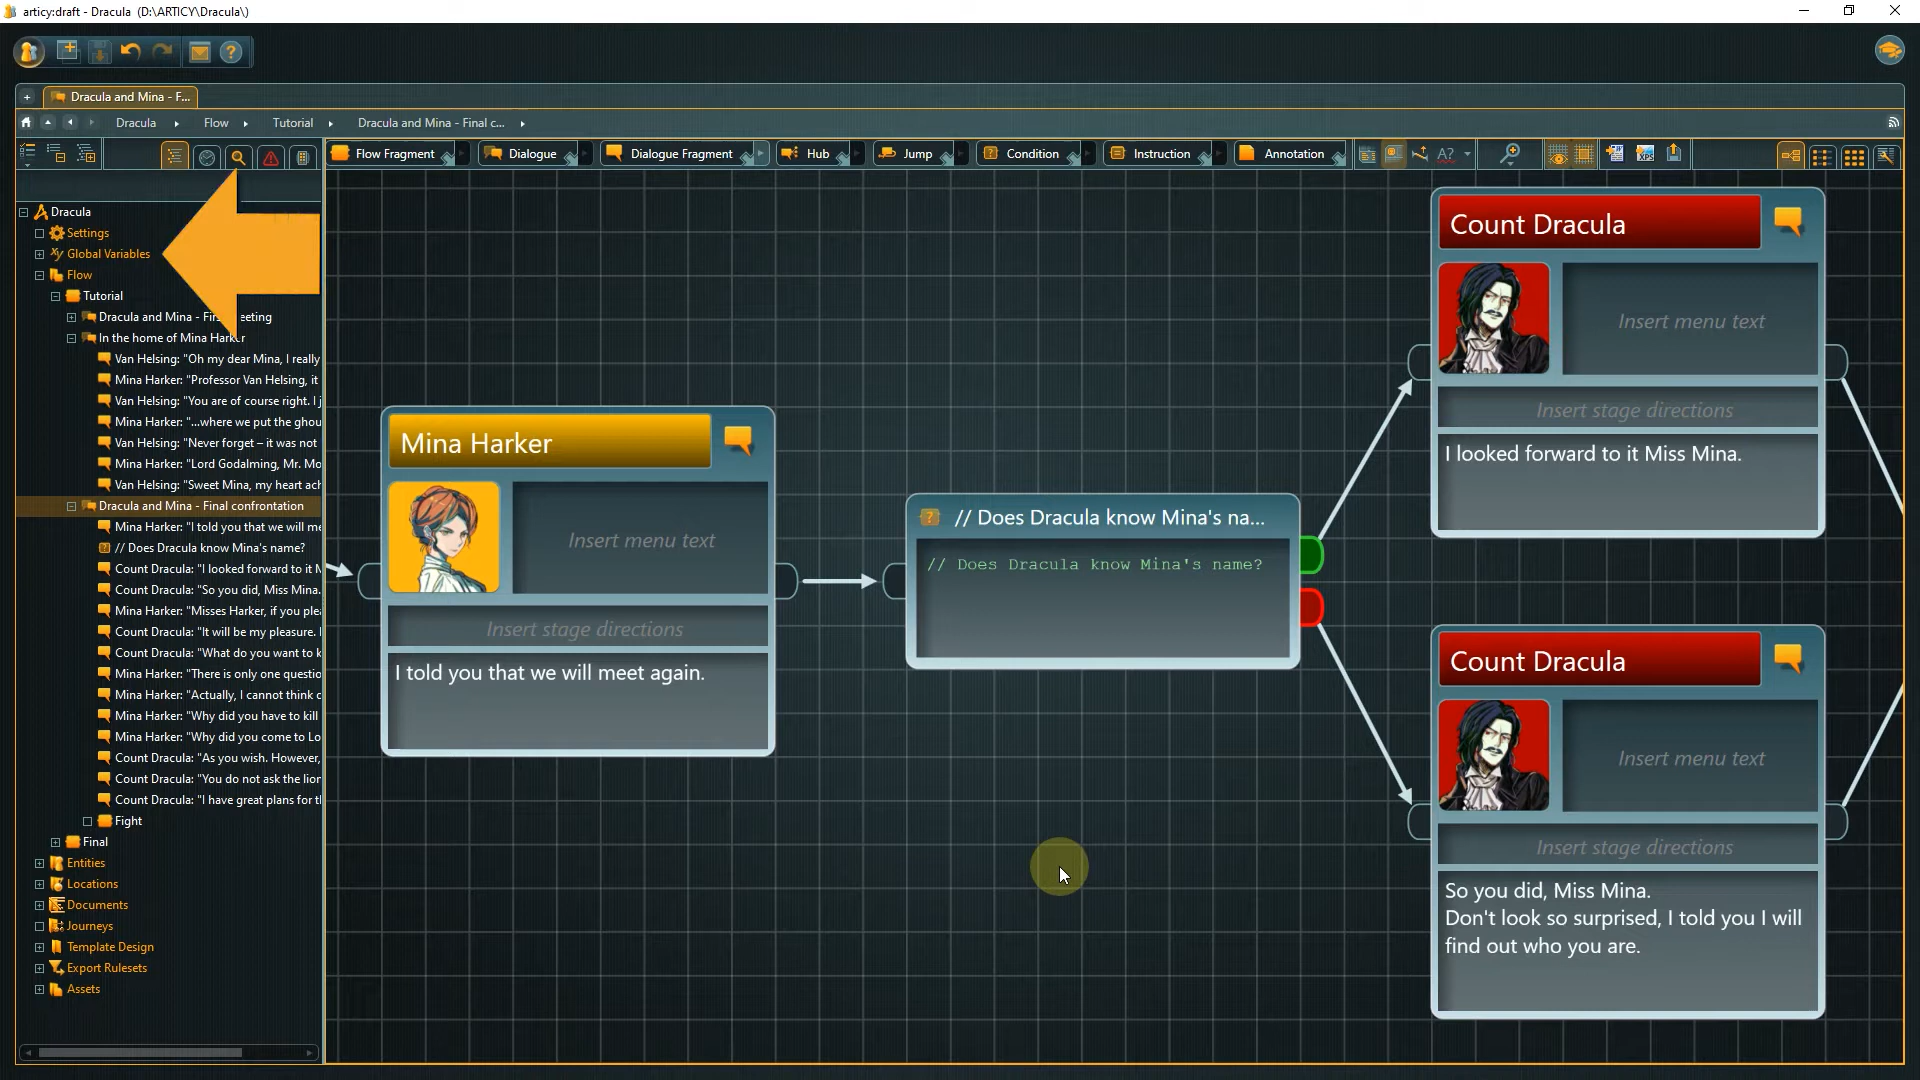 articy:draft - Dracula (D:\ARTICY\Dracula\)
Dracula and Mina - F...
Dracula
Flow
Tutorial
Dracula and Mina - Final c...
Flow Fragment
Dialogue
Dialogue Fragment
Hub
Jump
Condition
Instruction
Annotation
Dracula
Settings
Global Variables
Flow
Tutorial
Dracula and Mina - Fir eeting
In the home of Mina Harker
Van Helsing: "Oh my dear Mina, I really
Mina Harker: "Professor Van Helsing, it
Van Helsing: "You are of course right. I j
Mina Harker: "...where we put the ghou
Van Helsing: "Never forget – it was not
Mina Harker: "Lord Godalming, Mr. Mo
Van Helsing: "Sweet Mina, my heart ach
Dracula and Mina - Final confrontation
Mina Harker: "I told you that we will me
// Does Dracula know Mina's name?
Count Dracula: "I looked forward to it M
Count Dracula: "So you did, Miss Mina.
Mina Harker: "Misses Harker, if you plea
Count Dracula: "It will be my pleasure. I
Count Dracula: "What do you want to k
Mina Harker: "There is only one questio
Mina Harker: "Actually, I cannot think o
Mina Harker: "Why did you have to kill
Mina Harker: "Why did you come to Lo
Count Dracula: "As you wish. However,
Count Dracula: "You do not ask the lion
Count Dracula: "I have great plans for th
Fight
Final
Entities
Locations
Documents
Journeys
Template Design
Export Rulesets
Assets
Mina Harker
Insert menu text
Insert stage directions
I told you that we will meet again.
// Does Dracula know Mina's na...
// Does Dracula know Mina's name?
Count Dracula
Insert menu text
Insert stage directions
I looked forward to it Miss Mina.
Count Dracula
Insert menu text
Insert stage directions
So you did, Miss Mina.
Don't look so surprised, I told you I will
find out who you are.